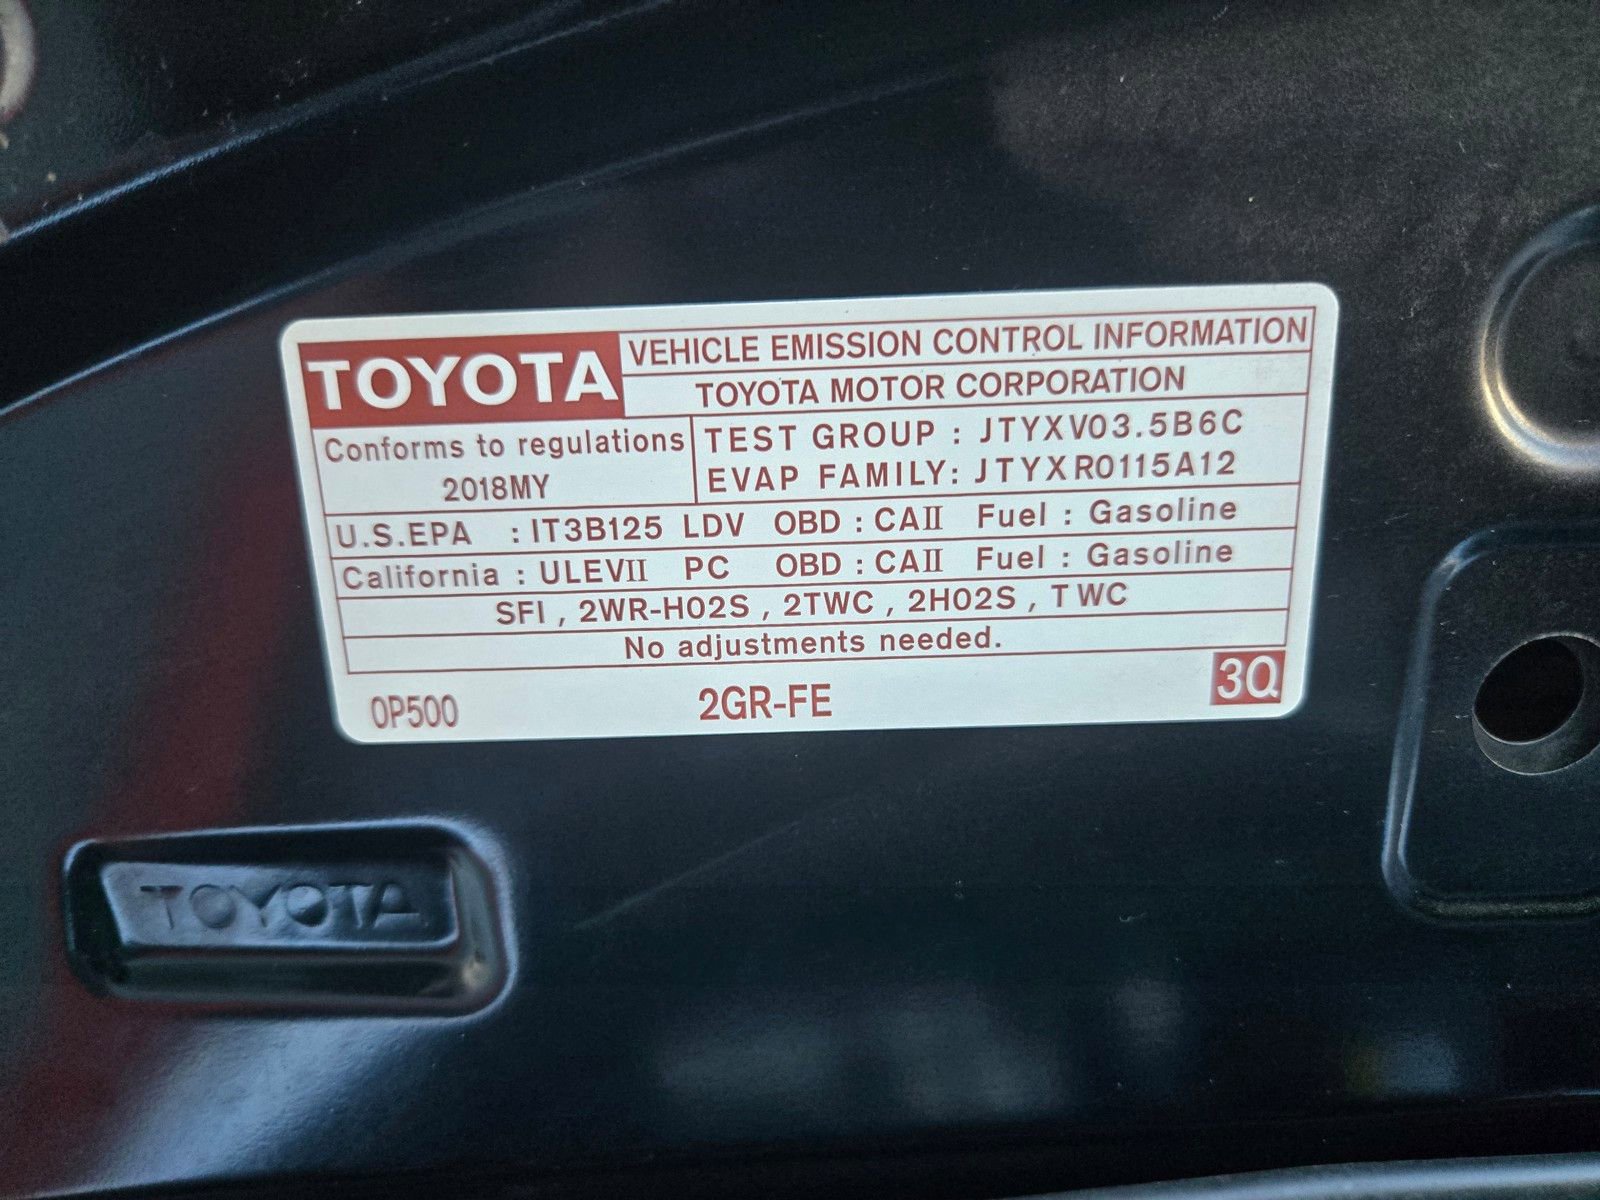 TOYOTA
VEHICLE EMISSION CONTROL INFORMATION
TOYOTA MOTOR CORPORATION
Conforms to regulations
2018MY
TEST GROUP : JTYXV03.5B6C
EVAP FAMILY: JTYXR0115A12
U.S.EPA : IT3B125 LDV OBD : CAII Fuel : Gasoline
California : ULEVII PC OBD : CAII Fuel : Gasoline
SFI , 2WR-HO2S , 2TWC , 2HO2S , TWC
No adjustments needed.
0P500 2GR-FE 3Q
TOYOTA